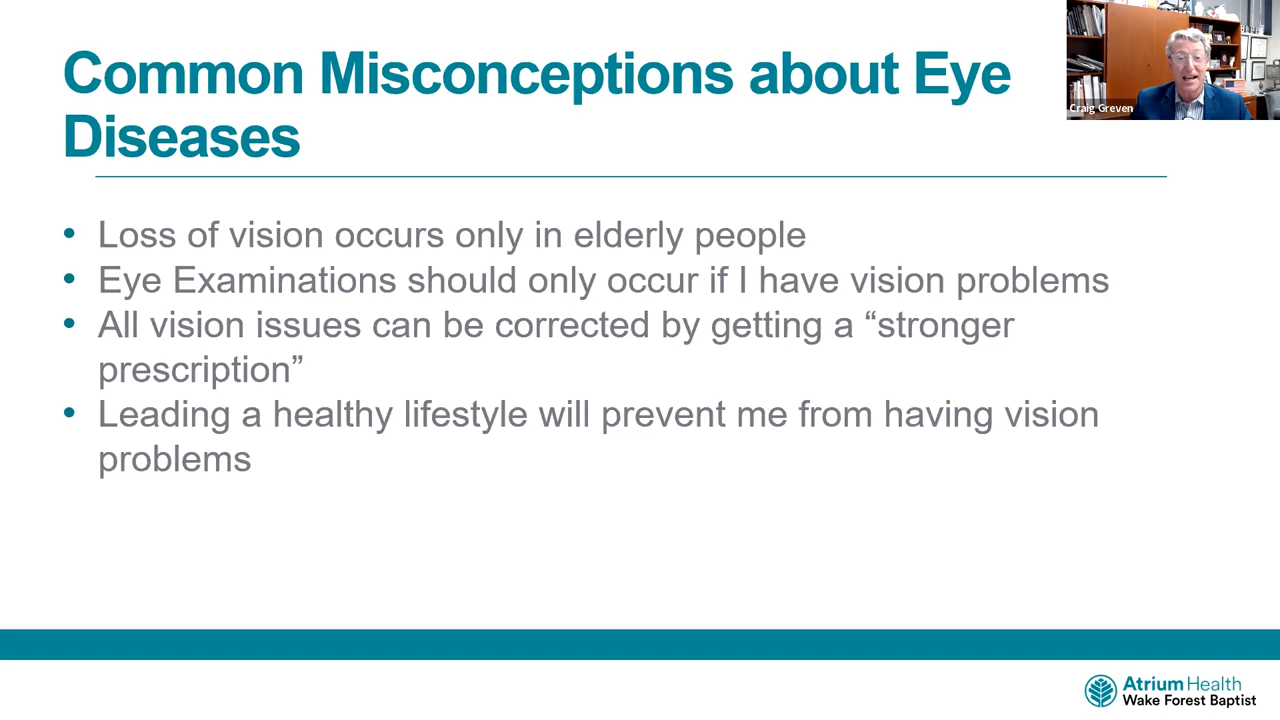 Common Misconceptions about Eye
Diseases
Craig Greven
• Loss of vision occurs only in elderly people
• Eye Examinations should only occur if I have vision problems
• All vision issues can be corrected by getting a “stronger
prescription”
• Leading a healthy lifestyle will prevent me from having vision
problems
Atrium Health
Wake Forest Baptist